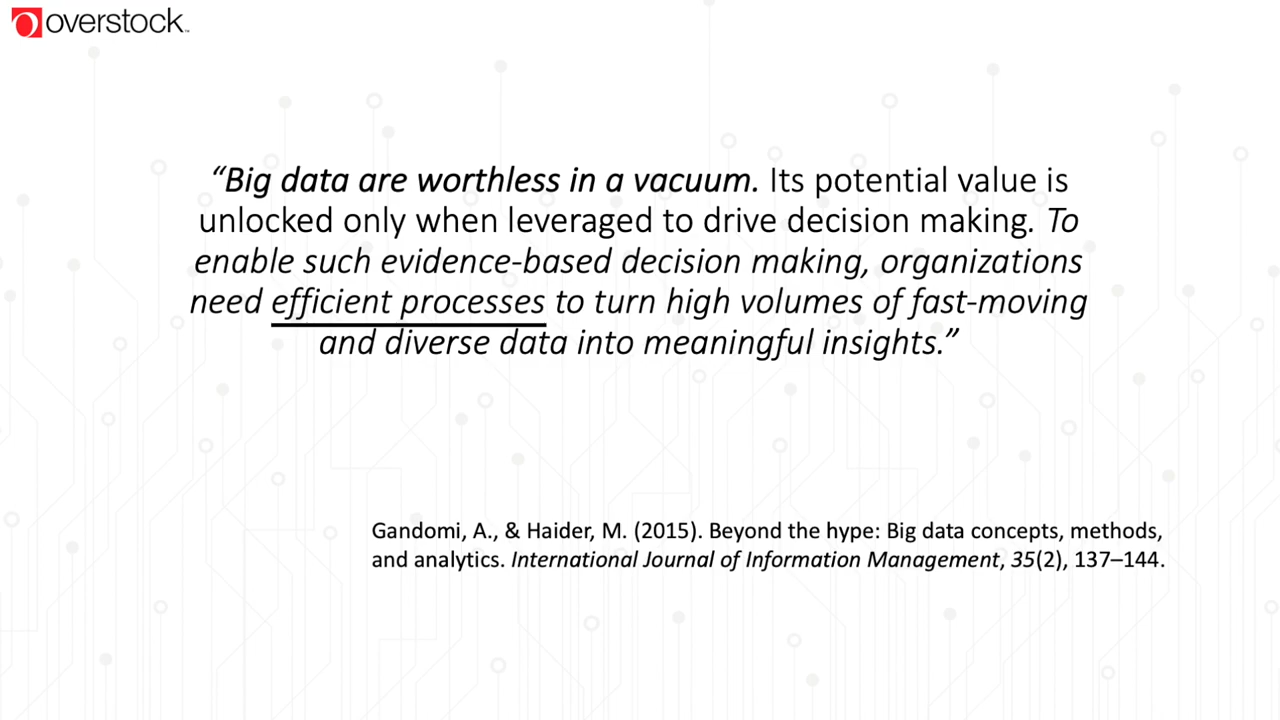 overstock™
“Big data are worthless in a vacuum. Its potential value is
unlocked only when leveraged to drive decision making. To
enable such evidence-based decision making, organizations
need efficient processes to turn high volumes of fast-moving
and diverse data into meaningful insights.”
Gandomi, A., & Haider, M. (2015). Beyond the hype: Big data concepts, methods,
and analytics. International Journal of Information Management, 35(2), 137–144.